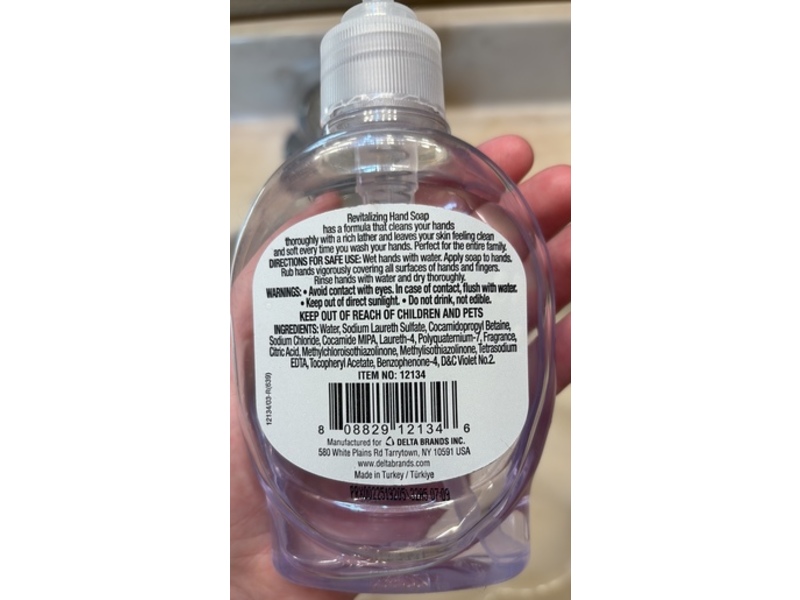 Revitalizing Hand Soap
has a formula that cleans your hands
thoroughly with a rich lather and leaves your skin feeling clean
and soft every time you wash your hands. Perfect for the entire family.
DIRECTIONS FOR SAFE USE: Wet hands with water. Apply soap to hands.
Rub hands vigorously covering all surfaces of hands and fingers.
Rinse hands with water and dry thoroughly.
WARNINGS: • Avoid contact with eyes. In case of contact, flush with water.
• Keep out of direct sunlight. • Do not drink, not edible.
KEEP OUT OF REACH OF CHILDREN AND PETS
INGREDIENTS: Water, Sodium Laureth Sulfate, Cocamidopropyl Betaine,
Sodium Chloride, Cocamide MIPA, Laureth-4, Polyquaternium-7, Fragrance,
Citric Acid, Methylchloroisothiazolinone, Methylisothiazolinone, Tetrasodium
EDTA, Tocopheryl Acetate, Benzophenone-4, D&C Violet No.2.
ITEM NO: 12134
12134/03-R(639)
8 08829 12134 6
Manufactured for DELTA BRANDS INC.
580 White Plains Rd Tarrytown, NY 10591 USA
www.deltabrands.com
Made in Turkey / Türkiye